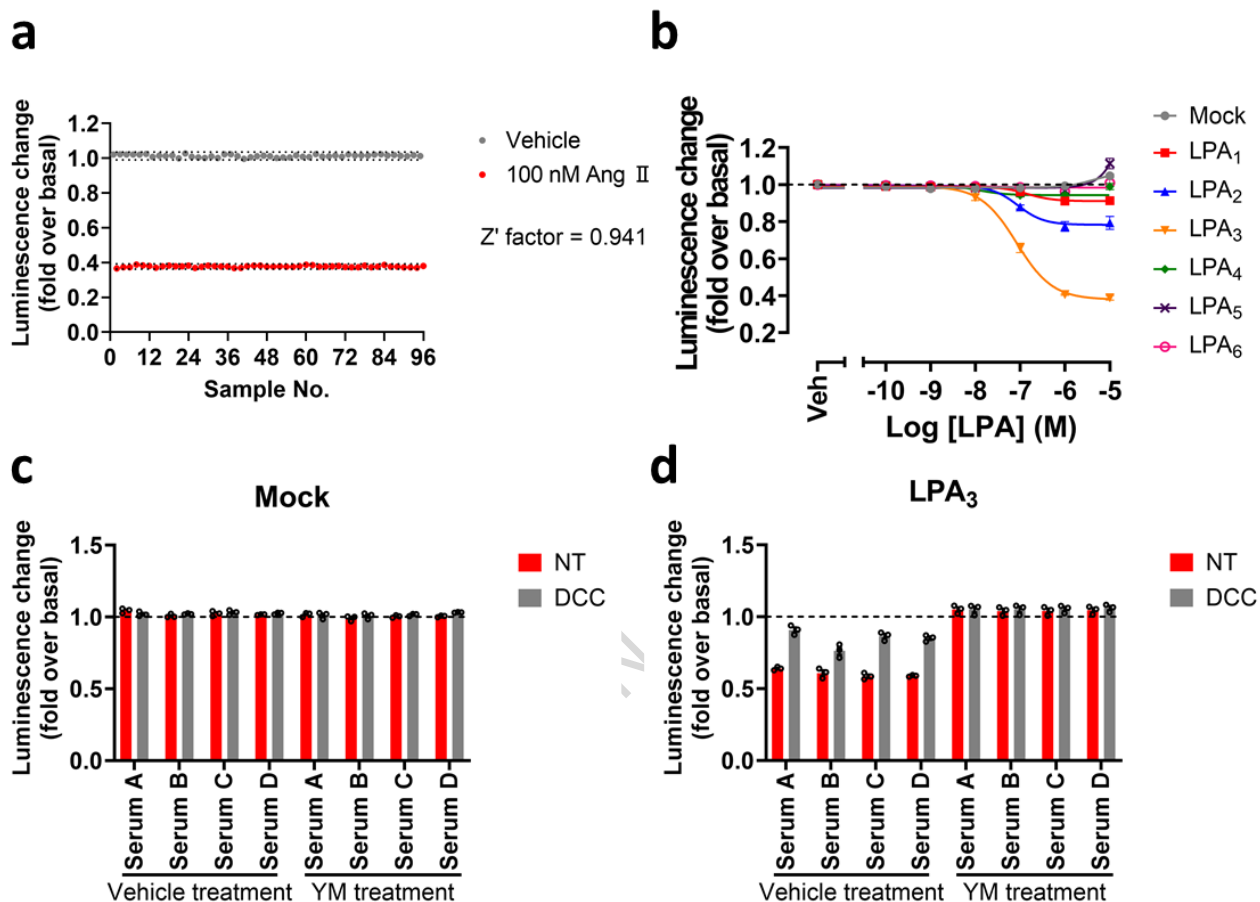 a
Luminescence change
(fold over basal)
1.2
1.0
0.8
0.6
0.4
0.2
0.0
0 12 24 36 48 60 72 84 96
Sample No.
Vehicle
100 nM Ang II
Z' factor = 0.941
b
Luminescence change
(fold over basal)
1.2
1.0
0.8
0.6
0.4
0.2
Veh -10 -9 -8 -7 -6 -5
Log [LPA] (M)
Mock
LPA1
LPA2
LPA3
LPA4
LPA5
LPA6
c
Mock
Luminescence change
(fold over basal)
1.5
1.0
0.5
0.0
Serum A
Serum B
Serum C
Serum D
Serum A
Serum B
Serum C
Serum D
Vehicle treatment YM treatment
NT
DCC
d
LPA3
Luminescence change
(fold over basal)
1.5
1.0
0.5
0.0
Serum A
Serum B
Serum C
Serum D
Serum A
Serum B
Serum C
Serum D
Vehicle treatment YM treatment
NT
DCC